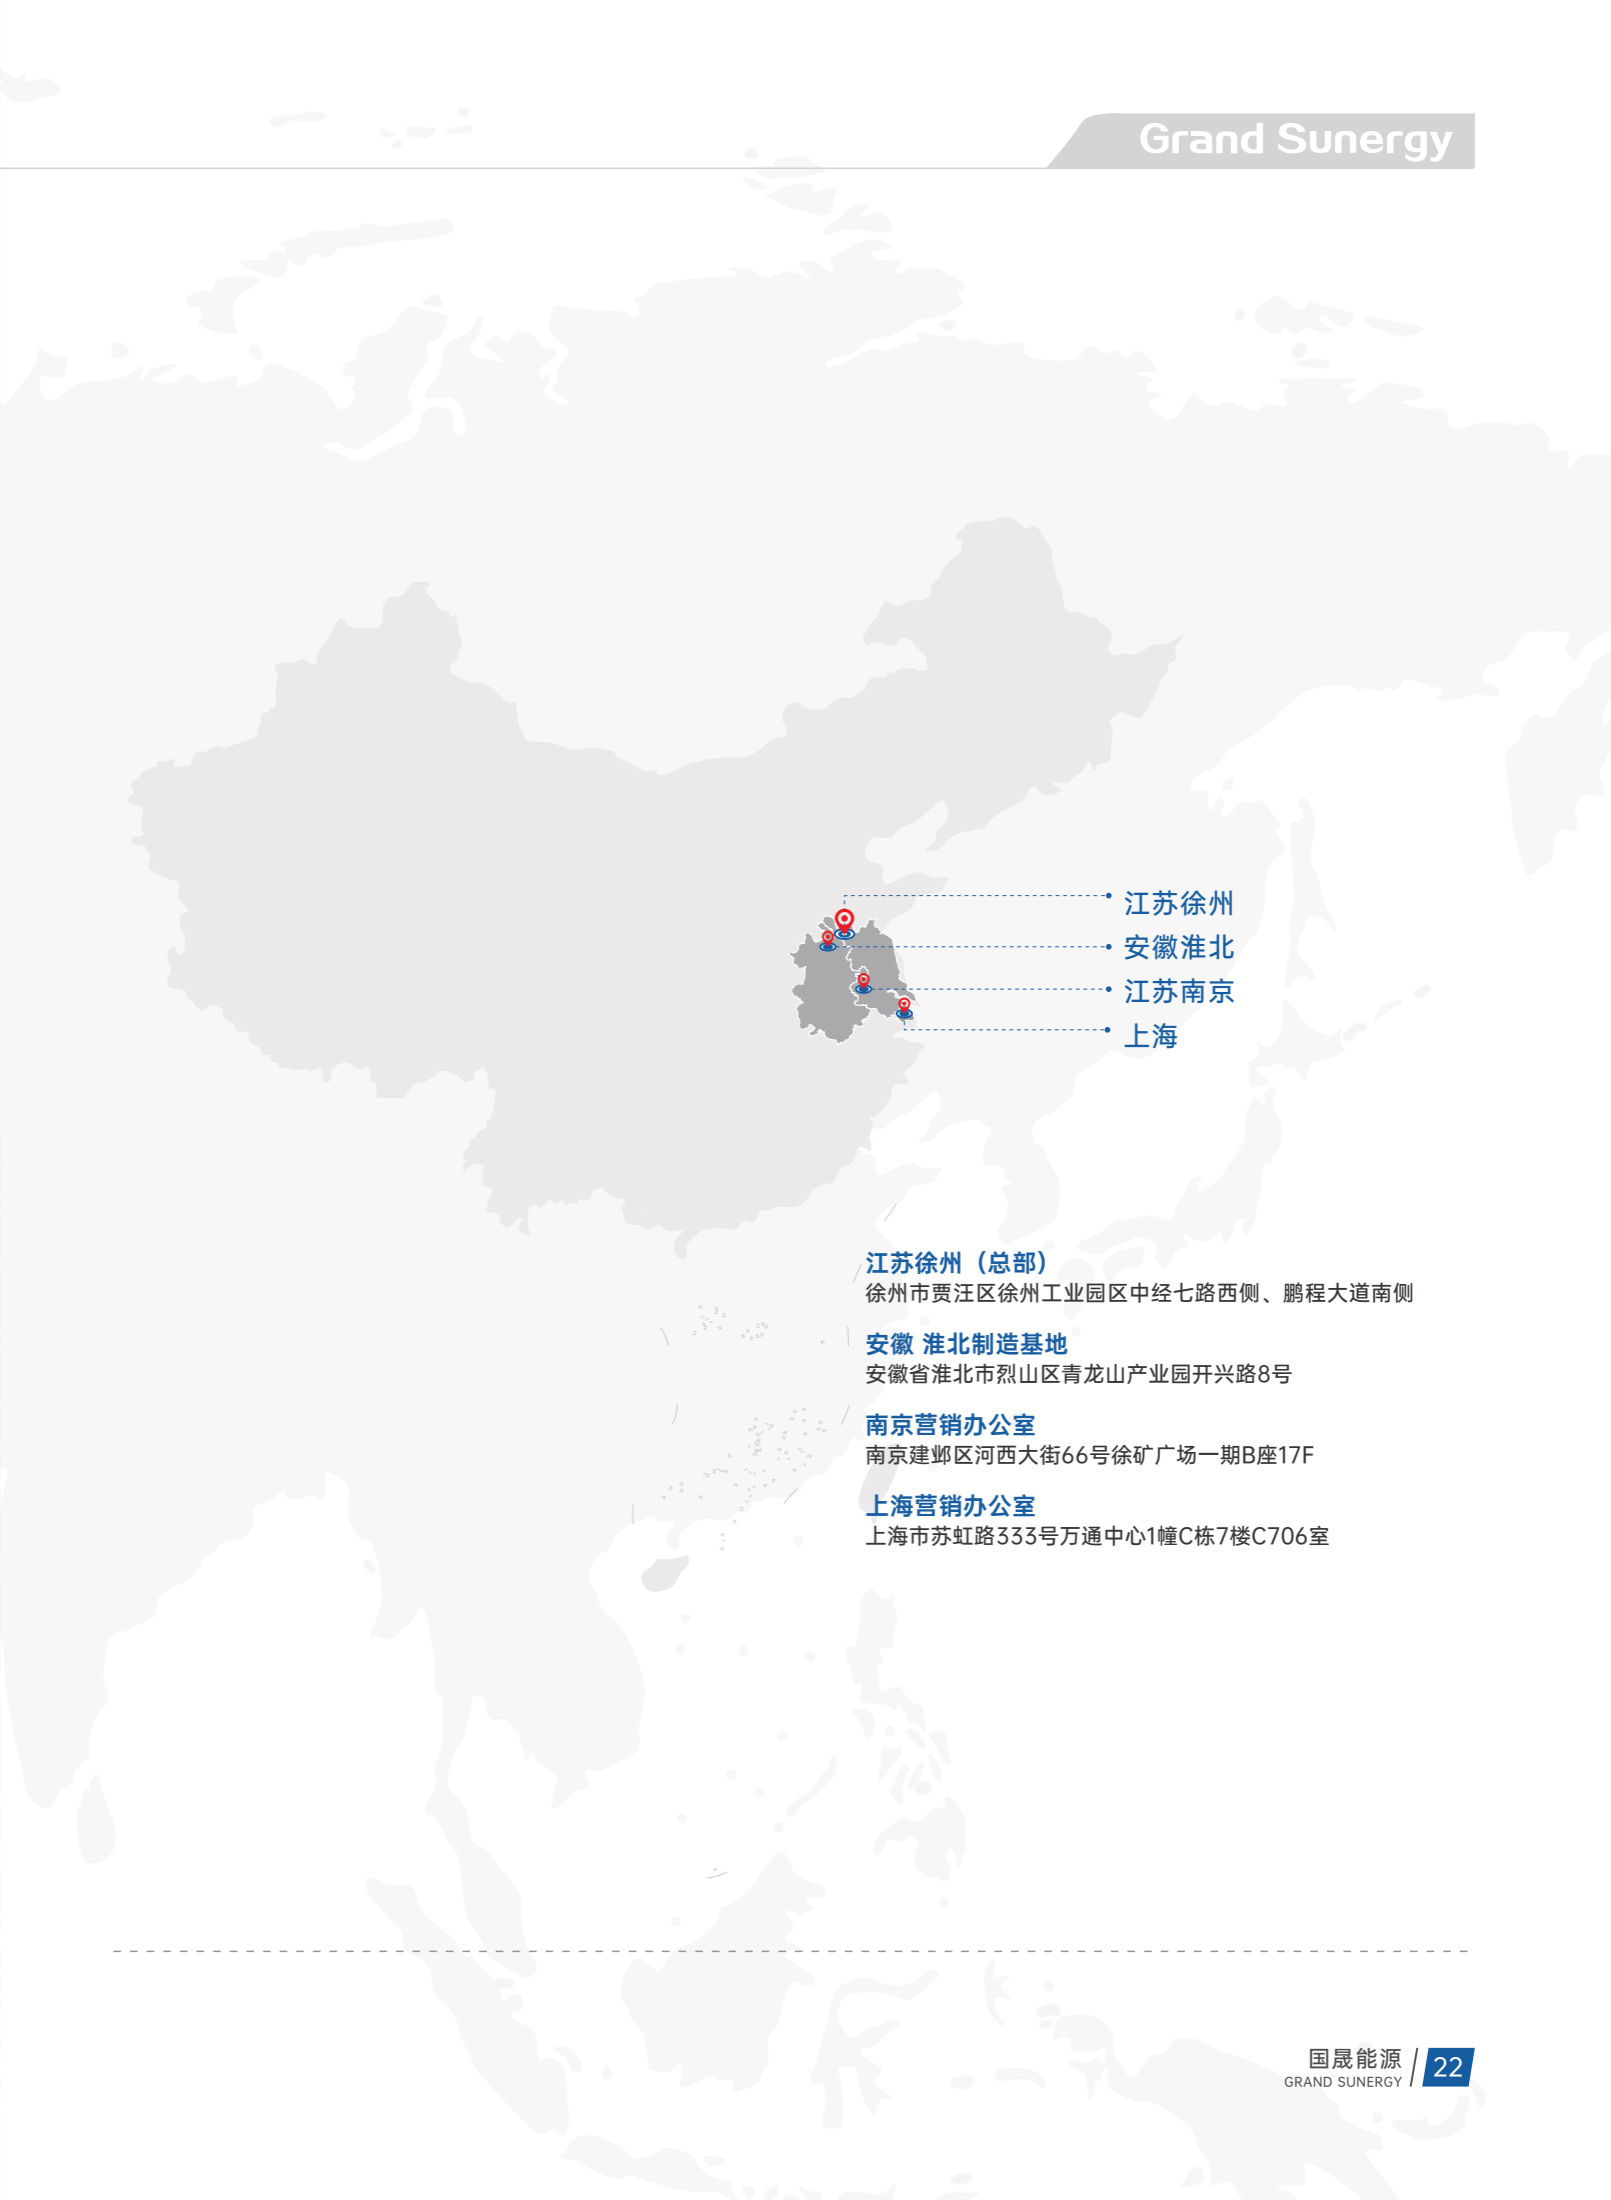 Grand Sunergy
江苏徐州
安徽淮北
江苏南京
上海
江苏徐州（总部）
徐州市贾汪区徐州工业园区中经七路西侧、鹏程大道南侧
安徽 淮北制造基地
安徽省淮北市烈山区青龙山产业园开兴路8号
南京营销办公室
南京建邺区河西大街66号徐矿广场一期B座17F
上海营销办公室
上海市苏虹路333号万通中心1幢C栋7楼C706室
国晟能源
GRAND SUNERGY
22